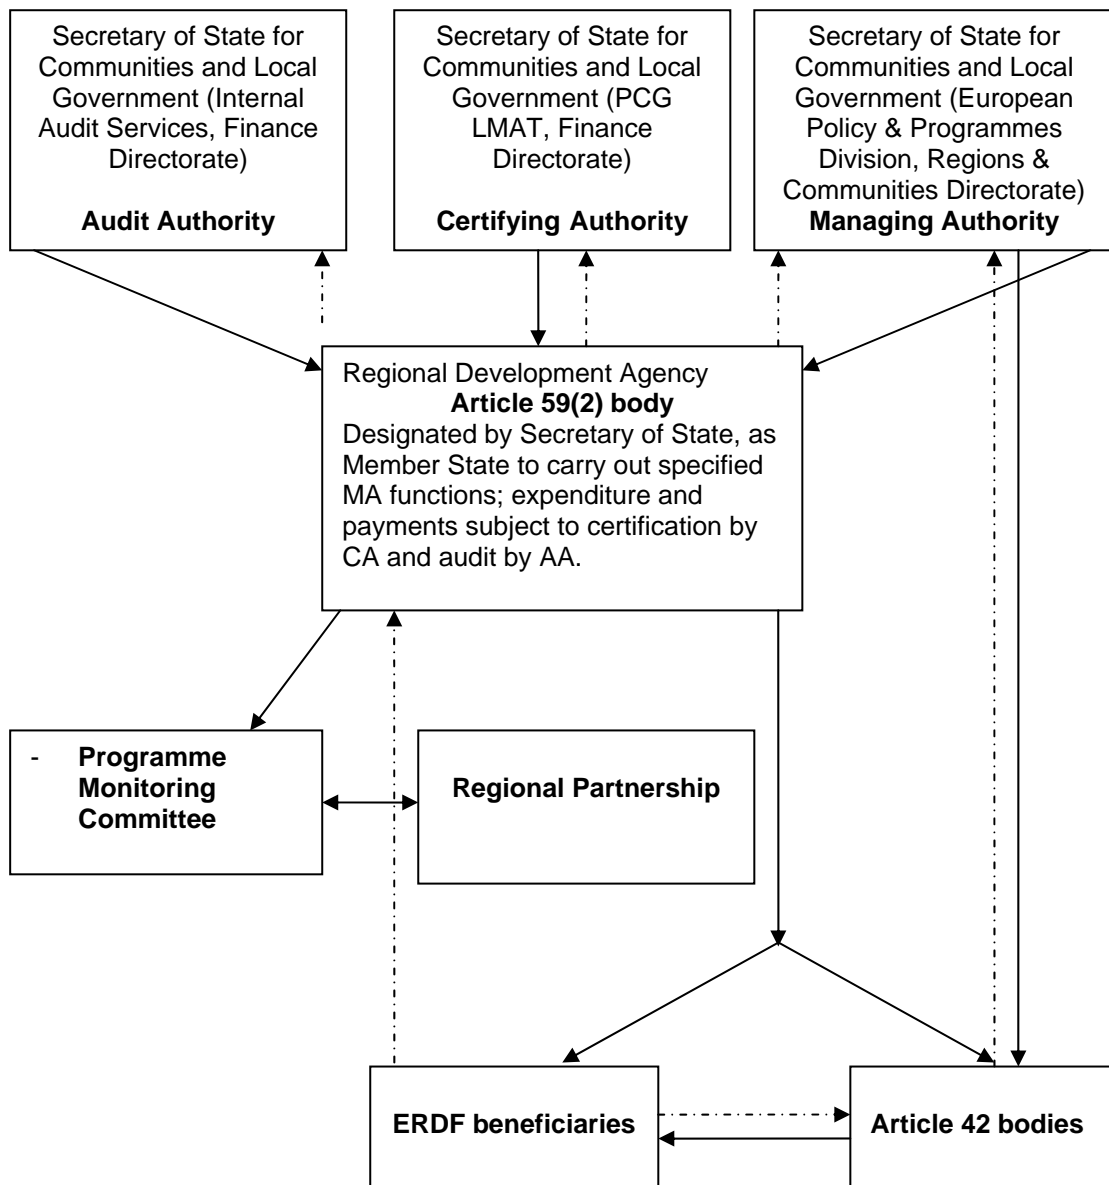 Secretary of State for
Communities and Local
Government (Internal
Audit Services, Finance
Directorate)
Audit Authority
Secretary of State for
Communities and Local
Government (PCG
LMAT, Finance
Directorate)
Certifying Authority
Secretary of State for
Communities and Local
Government (European
Policy & Programmes
Division, Regions &
Communities Directorate)
Managing Authority
Regional Development Agency
Article 59(2) body
Designated by Secretary of State, as
Member State to carry out specified
MA functions; expenditure and
payments subject to certification by
CA and audit by AA.
- Programme
Monitoring
Committee
Regional Partnership
ERDF beneficiaries
Article 42 bodies